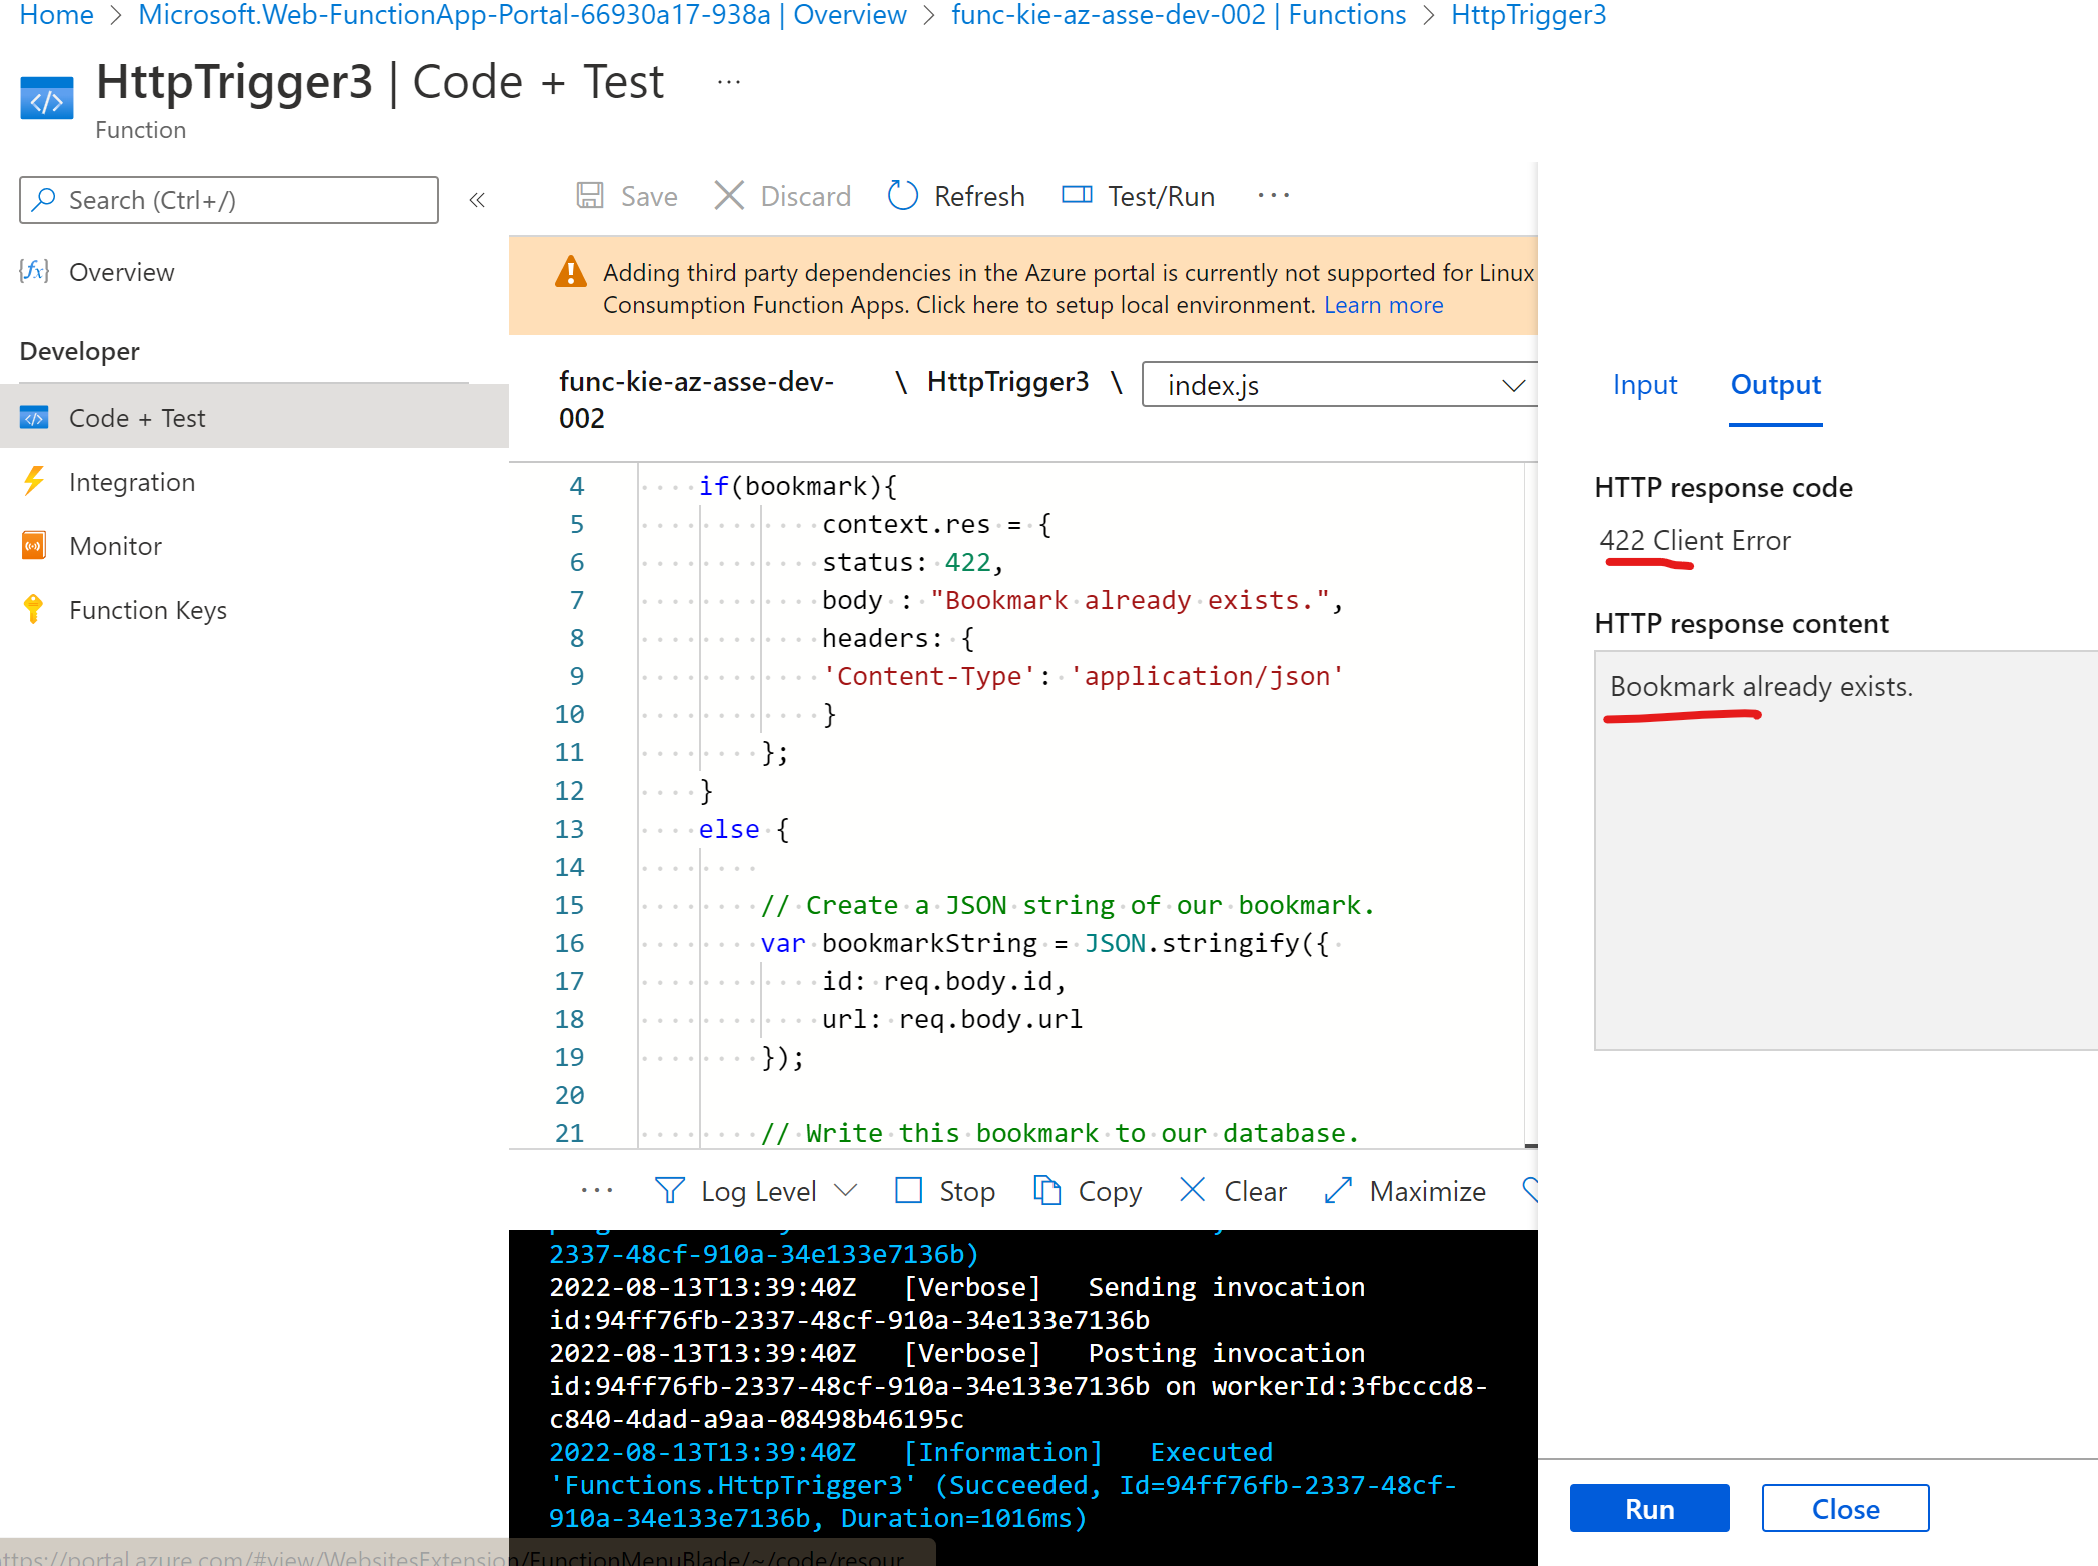 Home > Microsoft.Web-FunctionApp-Portal-66930a17-938a | Overview > func-kie-az-asse-dev-002 | Functions > HttpTrigger3
HttpTrigger3 | Code + Test ...
Function
Search (Ctrl+/) «
Overview
Developer
Code + Test
Integration
Monitor
Function Keys
Save Discard Refresh Test/Run ...
Adding third party dependencies in the Azure portal is currently not supported for Linux
Consumption Function Apps. Click here to setup local environment. Learn more
func-kie-az-asse-dev- \ HttpTrigger3 \ index.js
002
4 if(bookmark){
5 context.res = {
6 status: 422,
7 body : "Bookmark already exists.",
8 headers: {
9 'Content-Type': 'application/json'
10 }
11 };
12 }
13 else {
14
15 // Create a JSON string of our bookmark.
16 var bookmarkString = JSON.stringify({
17 id: req.body.id,
18 url: req.body.url
19 });
20
21 // Write this bookmark to our database.
... Log Level Stop Copy Clear Maximize
2337-48cf-910a-34e133e7136b)
2022-08-13T13:39:40Z [Verbose] Sending invocation
id:94ff76fb-2337-48cf-910a-34e133e7136b
2022-08-13T13:39:40Z [Verbose] Posting invocation
id:94ff76fb-2337-48cf-910a-34e133e7136b on workerId:3fbcccd8-
c840-4dad-a9aa-08498b46195c
2022-08-13T13:39:40Z [Information] Executed
'Functions.HttpTrigger3' (Succeeded, Id=94ff76fb-2337-48cf-
910a-34e133e7136b, Duration=1016ms)
ttps://portal.azure.com/#view/WebsitesExtension/FunctionMenuBlade/~/code/resour
Input Output
HTTP response code
422 Client Error
HTTP response content
Bookmark already exists.
Run Close